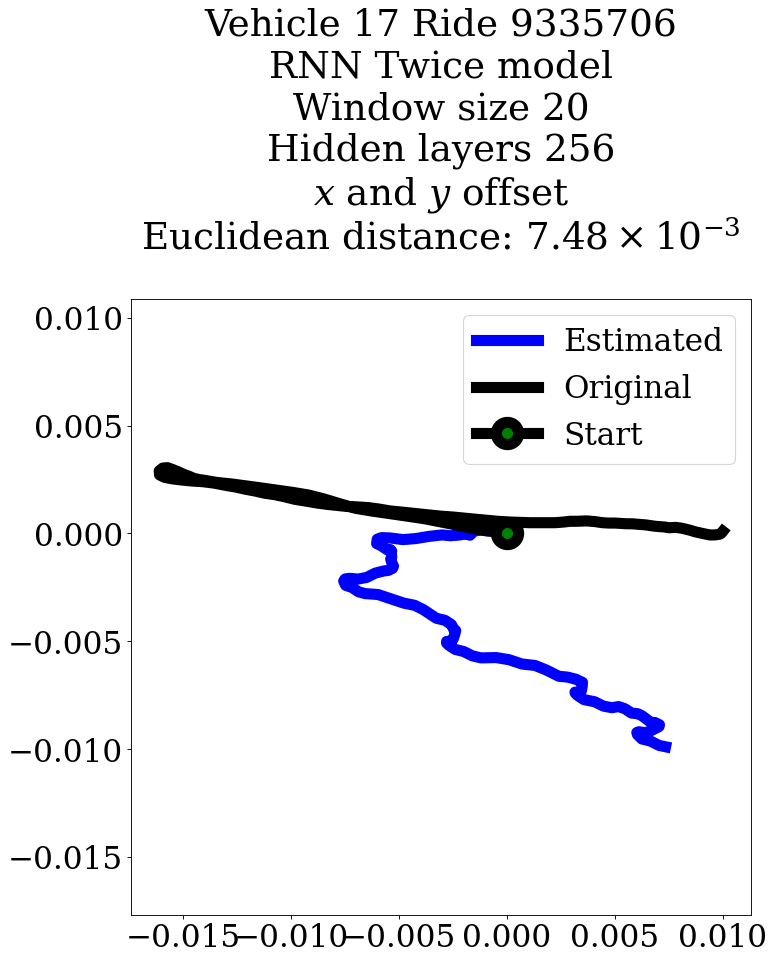 Vehicle 17 Ride 9335706
RNN Twice model
Window size 20
Hidden layers 256
x and y offset
Euclidean distance: 7.48 × 10⁻³
Estimated
Original
Start
0.010
0.005
0.000
−0.005
−0.010
−0.015
−0.015 −0.010 −0.005 0.000 0.005 0.010